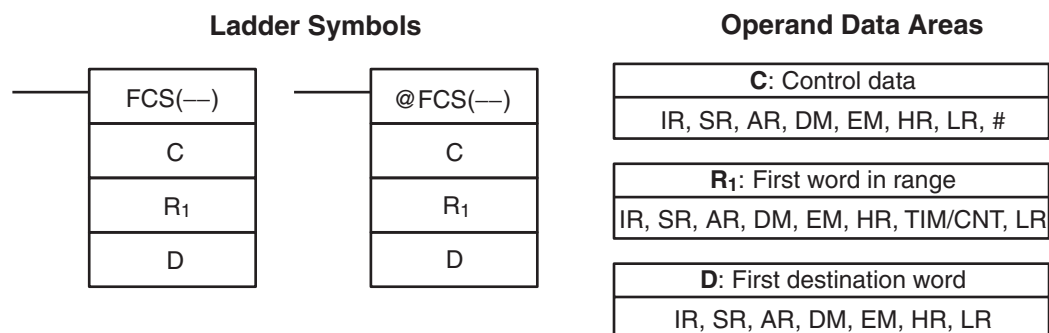 Ladder Symbols
FCS(––)
C
R1
D
@FCS(––)
C
R1
D
Operand Data Areas
C: Control data
IR, SR, AR, DM, EM, HR, LR, #
R1: First word in range
IR, SR, AR, DM, EM, HR, TIM/CNT, LR
D: First destination word
IR, SR, AR, DM, EM, HR, LR